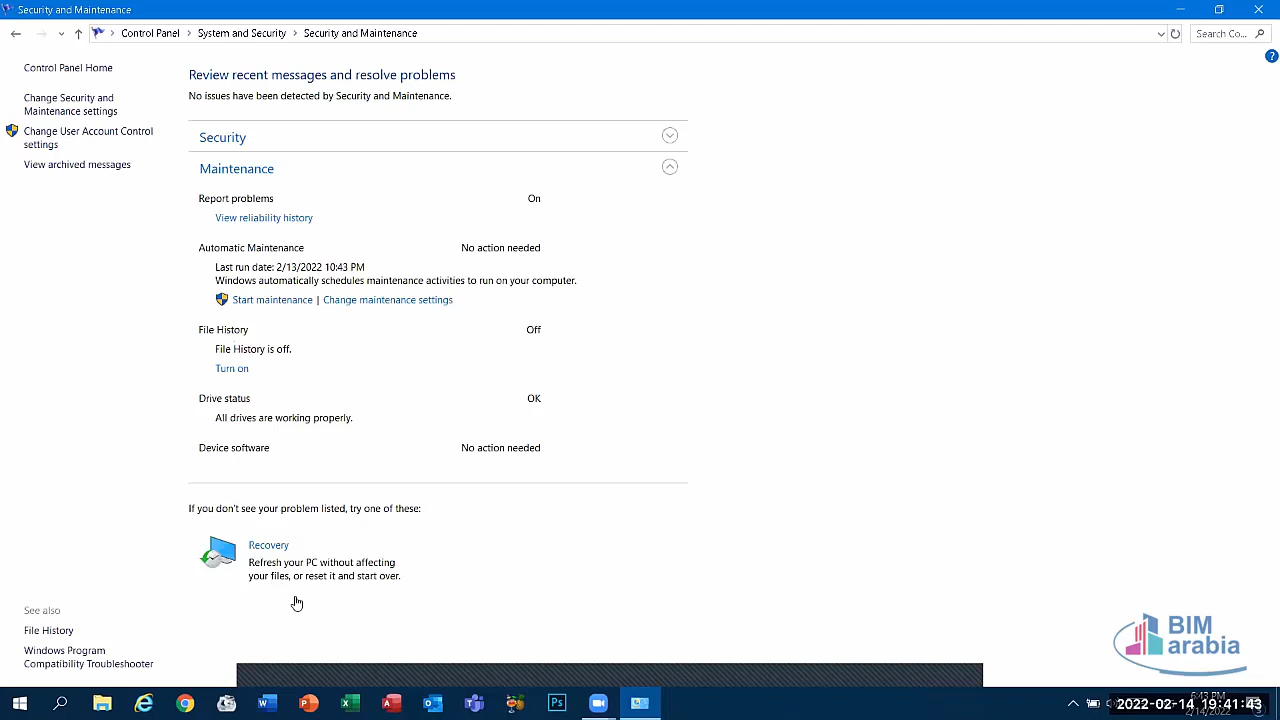 Security and Maintenance
Control Panel
System and Security
Security and Maintenance
Search Co...
Control Panel Home
Change Security and
Maintenance settings
Change User Account Control
settings
View archived messages
Review recent messages and resolve problems
No issues have been detected by Security and Maintenance.
Security
Maintenance
Report problems On
View reliability history
Automatic Maintenance No action needed
Last run date: 2/13/2022 10:43 PM
Windows automatically schedules maintenance activities to run on your computer.
Start maintenance | Change maintenance settings
File History Off
File History is off.
Turn on
Drive status OK
All drives are working properly.
Device software No action needed
If you don't see your problem listed, try one of these:
Recovery
Refresh your PC without affecting
your files, or reset it and start over.
See also
File History
Windows Program
Compatibility Troubleshooter
BIM
arabia
2022-02-14 19:41:43
2/14/2022